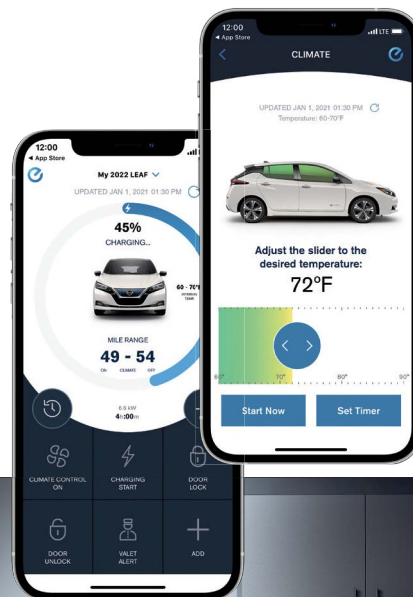 12:00
App Store
My 2022 LEAF
UPDATED JAN 1, 2021 01:30 PM
45%
CHARGING...
60 - 70°F
MILE RANGE
49 - 54
ON CLIMATE OFF
6.6 kW
4h:00m
CLIMATE CONTROL
ON
CHARGING
START
DOOR
LOCK
DOOR
UNLOCK
VALET
ALERT
ADD
12:00
App Store
LTE
CLIMATE
UPDATED JAN 1, 2021 01:30 PM
Temperature: 60-70°F
Adjust the slider to the
desired temperature:
72°F
60° 70° 80° 90°
Start Now
Set Timer